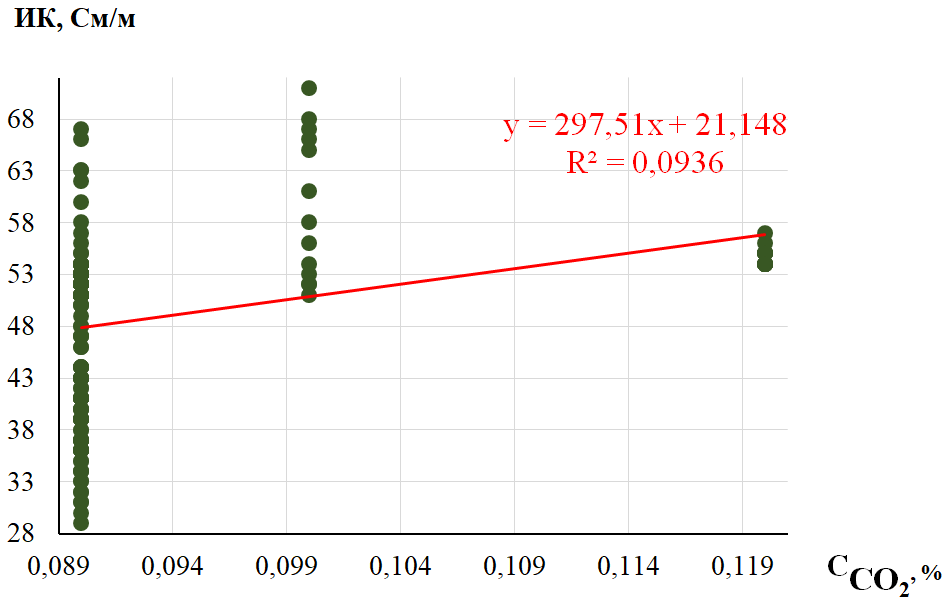 ИК, См/м
y = 297,51x + 21,148
R² = 0,0936
68
63
58
53
48
43
38
33
28
0,089 0,094 0,099 0,104 0,109 0,114 0,119
C CO₂, %